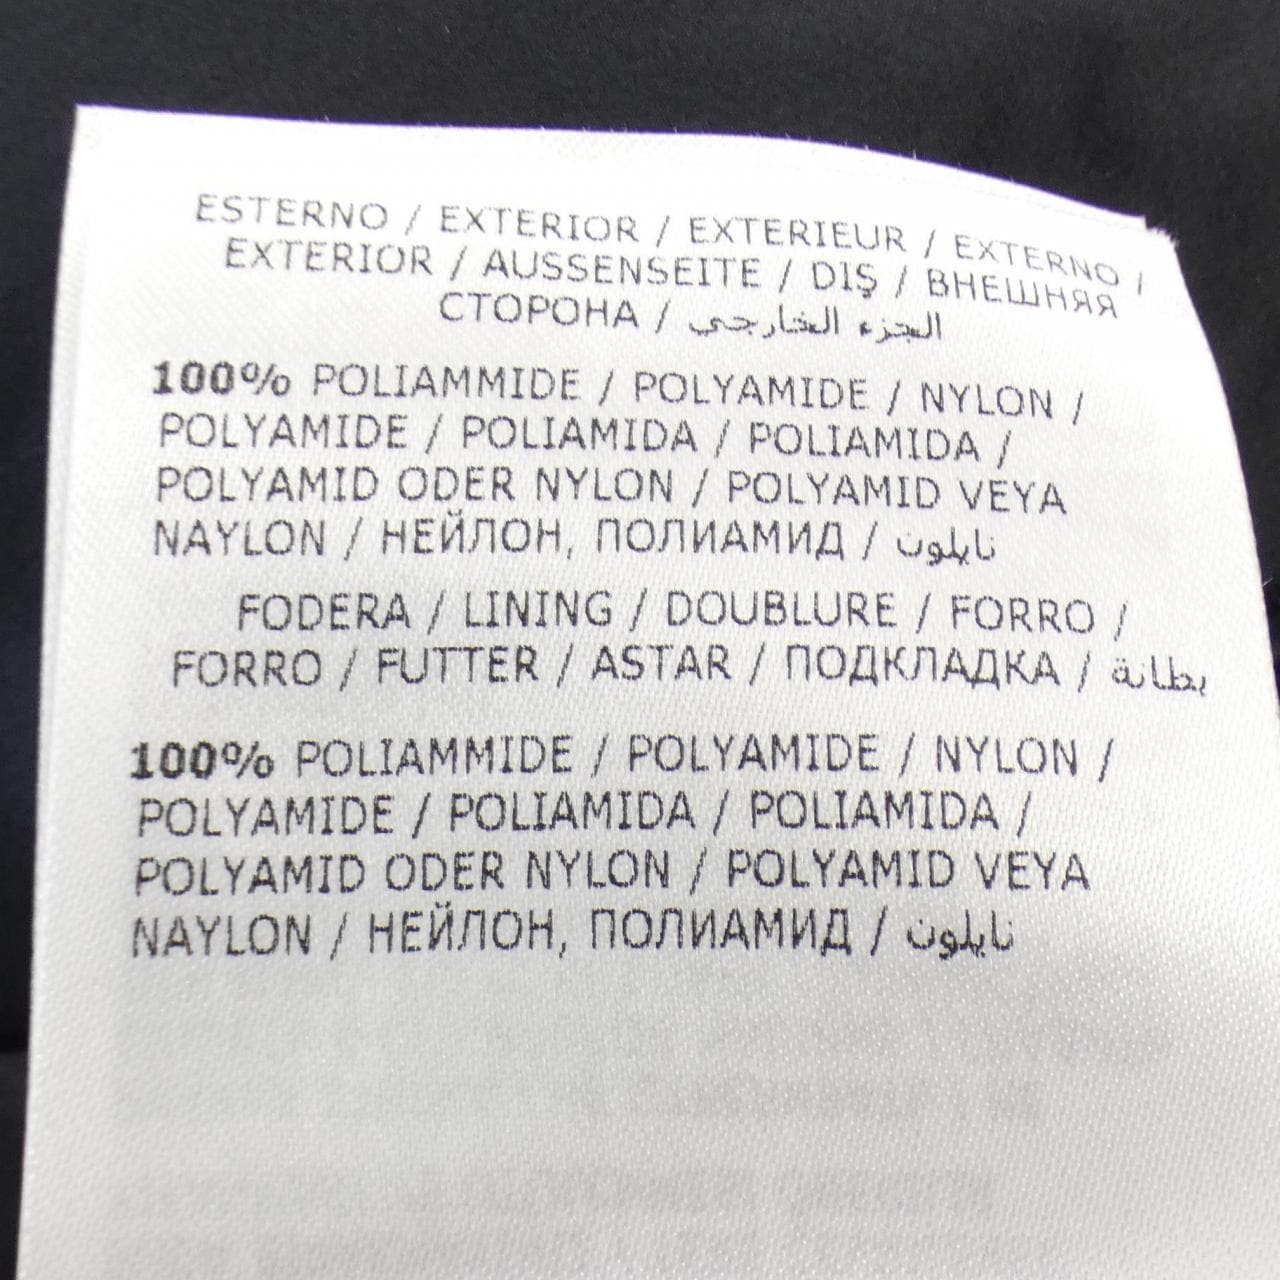 ESTERNO / EXTERIOR / EXTERIEUR / EXTERNO /
EXTERIOR / AUSSENSEITE / DIŞ / ВНЕШНЯЯ
СТОРОНА / الجزء الخارجي
100% POLIAMMIDE / POLYAMIDE / NYLON /
POLYAMIDE / POLIAMIDA / POLIAMIDA /
POLYAMID ODER NYLON / POLYAMID VEYA
NAYLON / НЕЙЛОН, ПОЛИАМИД / نايلون
FODERA / LINING / DOUBLURE / FORRO /
FORRO / FUTTER / ASTAR / ПОДКЛАДКА / بطانة
100% POLIAMMIDE / POLYAMIDE / NYLON /
POLYAMIDE / POLIAMIDA / POLIAMIDA /
POLYAMID ODER NYLON / POLYAMID VEYA
NAYLON / НЕЙЛОН, ПОЛИАМИД / نايلون